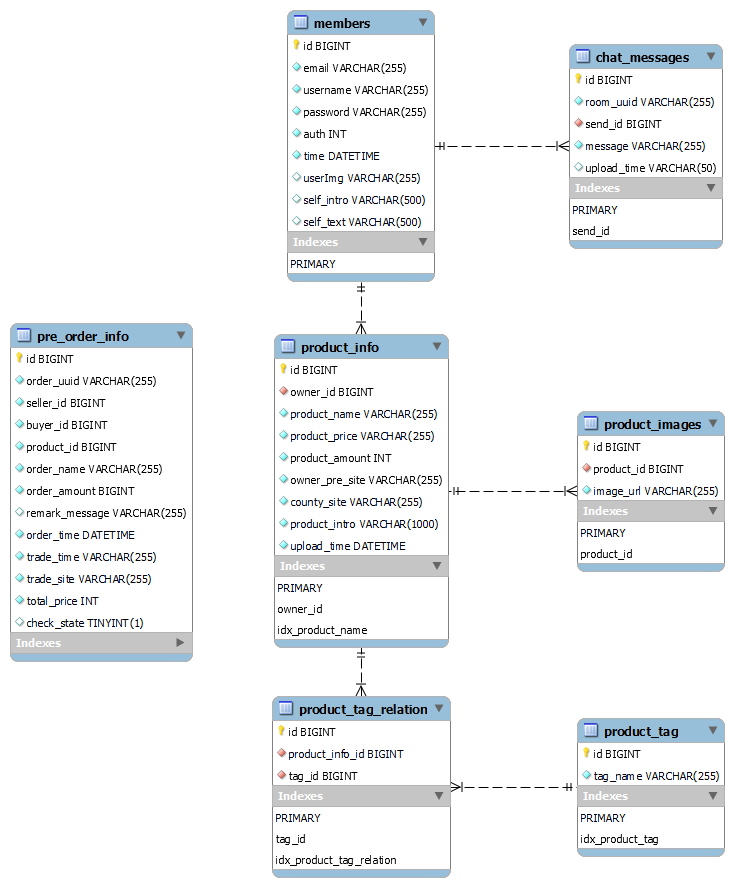 members
id BIGINT
email VARCHAR(255)
username VARCHAR(255)
password VARCHAR(255)
auth INT
time DATETIME
userImg VARCHAR(255)
self_intro VARCHAR(500)
self_text VARCHAR(500)
Indexes
PRIMARY
chat_messages
id BIGINT
room_uuid VARCHAR(255)
send_id BIGINT
message VARCHAR(255)
upload_time VARCHAR(50)
Indexes
PRIMARY
send_id
pre_order_info
id BIGINT
order_uuid VARCHAR(255)
seller_id BIGINT
buyer_id BIGINT
product_id BIGINT
order_name VARCHAR(255)
order_amount BIGINT
remark_message VARCHAR(255)
order_time DATETIME
trade_time VARCHAR(255)
trade_site VARCHAR(255)
total_price INT
check_state TINYINT(1)
Indexes
product_info
id BIGINT
owner_id BIGINT
product_name VARCHAR(255)
product_price VARCHAR(255)
product_amount INT
owner_pre_site VARCHAR(255)
county_site VARCHAR(255)
product_intro VARCHAR(1000)
upload_time DATETIME
Indexes
PRIMARY
owner_id
idx_product_name
product_images
id BIGINT
product_id BIGINT
image_url VARCHAR(255)
Indexes
PRIMARY
product_id
product_tag_relation
id BIGINT
product_info_id BIGINT
tag_id BIGINT
Indexes
PRIMARY
tag_id
idx_product_tag_relation
product_tag
id BIGINT
tag_name VARCHAR(255)
Indexes
PRIMARY
idx_product_tag